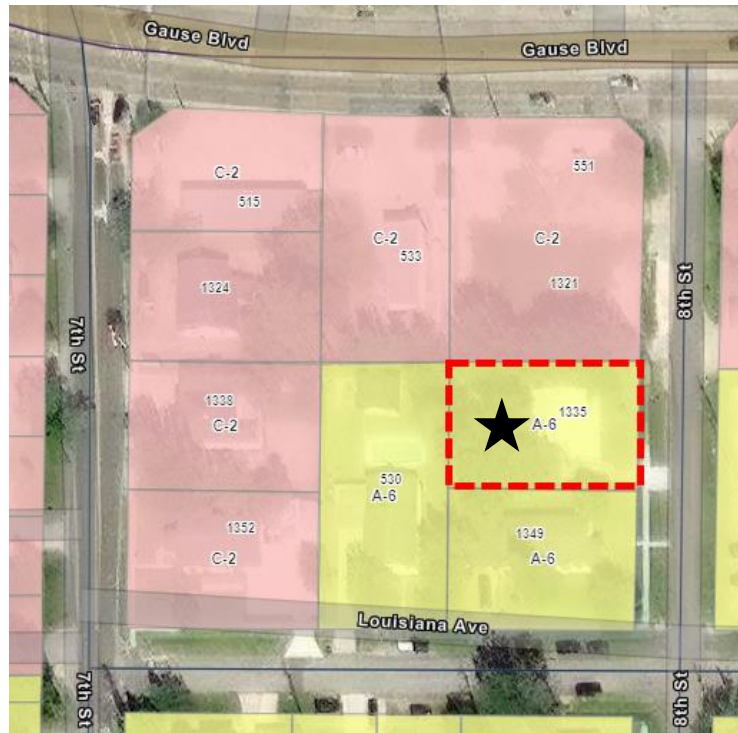 Gause Blvd
Gause Blvd
C-2
515
551
C-2
533
C-2
1324
1321
7th St
8th St
1338
C-2
1335
A-6
530
A-6
1352
C-2
1349
A-6
Louisiana Ave
7th St
8th St